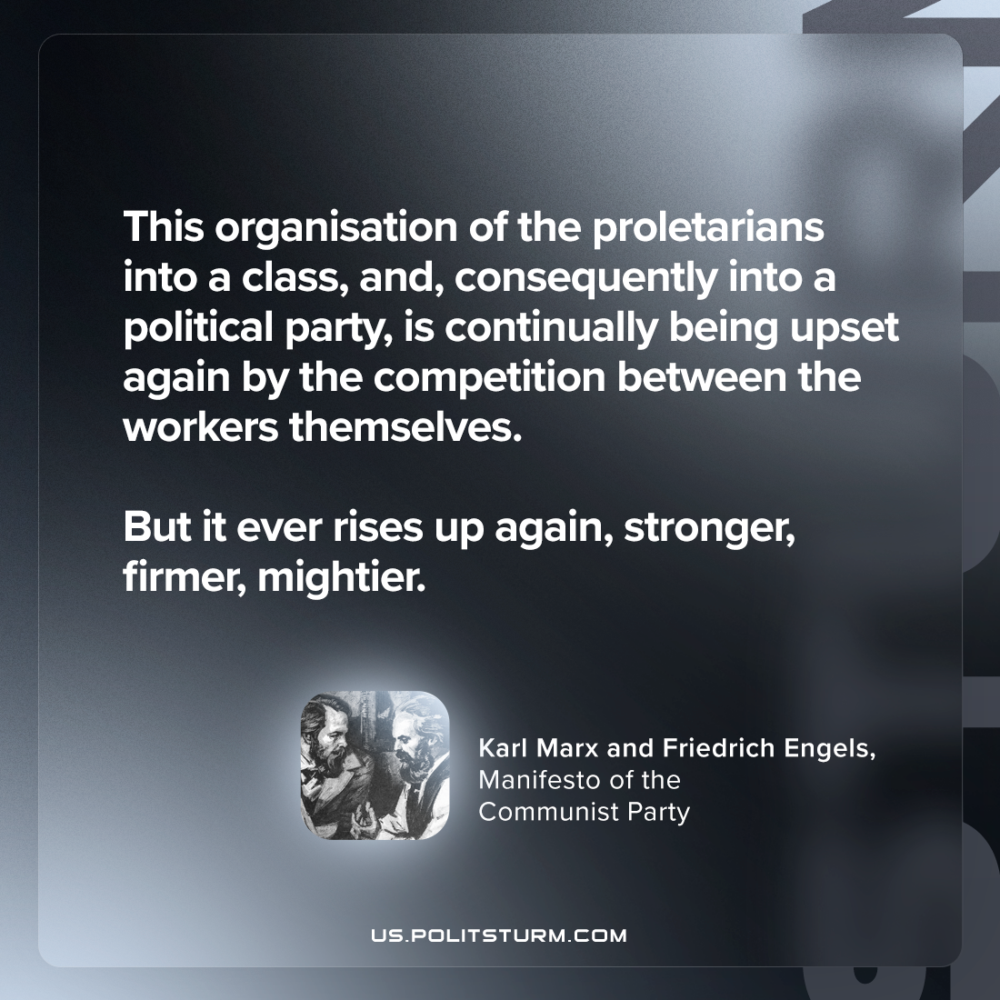 This organisation of the proletarians
into a class, and, consequently into a
political party, is continually being upset
again by the competition between the
workers themselves.
But it ever rises up again, stronger,
firmer, mightier.
Karl Marx and Friedrich Engels,
Manifesto of the
Communist Party
US.POLITSTURM.COM